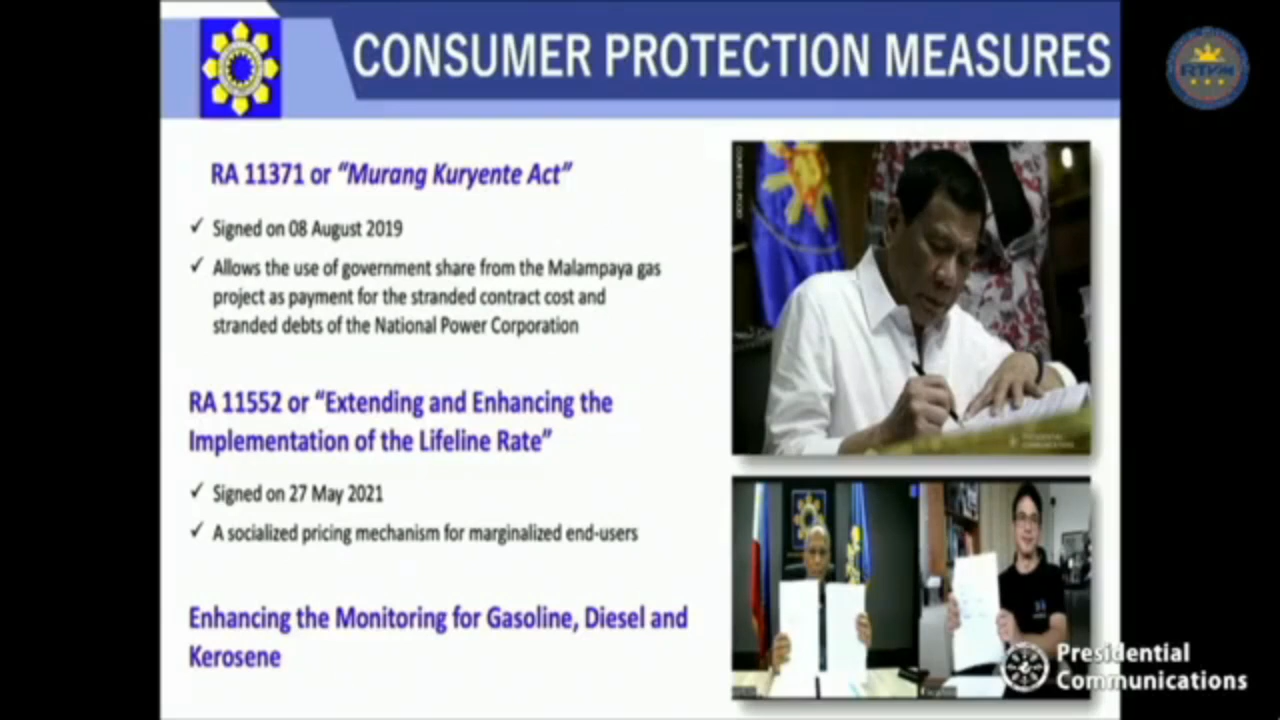 CONSUMER PROTECTION MEASURES
RTVM
RA 11371 or “Murang Kuryente Act”
✓ Signed on 08 August 2019
✓ Allows the use of government share from the Malampaya gas
project as payment for the stranded contract cost and
stranded debts of the National Power Corporation
RA 11552 or “Extending and Enhancing the
Implementation of the Lifeline Rate”
✓ Signed on 27 May 2021
✓ A socialized pricing mechanism for marginalized end-users
Enhancing the Monitoring for Gasoline, Diesel and
Kerosene
PRESIDENTIAL
COMMUNICATIONS
Presidential
Communications